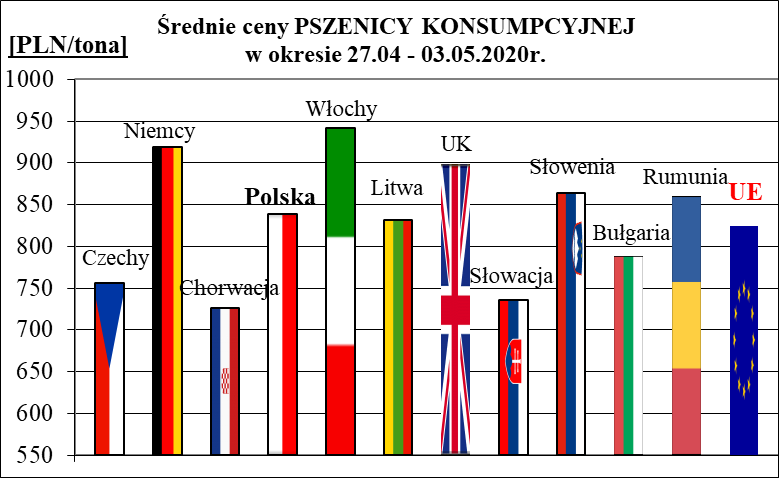 Średnie ceny PSZENICY KONSUMPCYJNEJ
w okresie 27.04 - 03.05.2020r.
[PLN/tona]
1000
950
900
850
800
750
700
650
600
550
Czechy
Niemcy
Chorwacja
Polska
Włochy
Litwa
UK
Słowacja
Słowenia
Bułgaria
Rumunia
UE